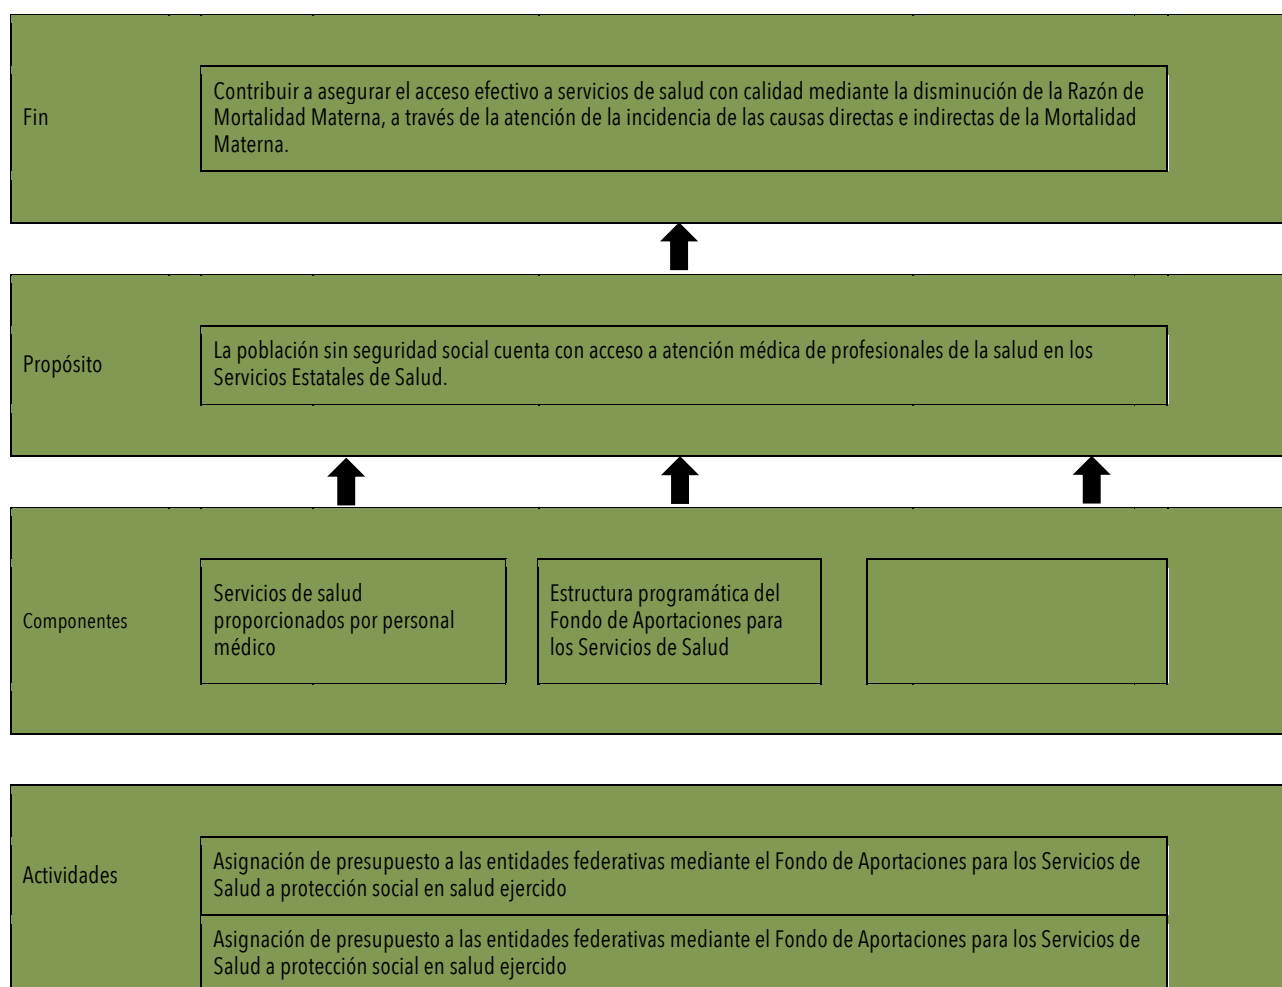 Fin
Contribuir a asegurar el acceso efectivo a servicios de salud con calidad mediante la disminución de la Razón de
Mortalidad Materna, a través de la atención de la incidencia de las causas directas e indirectas de la Mortalidad
Materna.
Propósito
La población sin seguridad social cuenta con acceso a atención médica de profesionales de la salud en los
Servicios Estatales de Salud.
Componentes
Servicios de salud
proporcionados por personal
médico
Estructura programática del
Fondo de Aportaciones para
los Servicios de Salud
Actividades
Asignación de presupuesto a las entidades federativas mediante el Fondo de Aportaciones para los Servicios de
Salud a protección social en salud ejercido
Asignación de presupuesto a las entidades federativas mediante el Fondo de Aportaciones para los Servicios de
Salud a protección social en salud ejercido